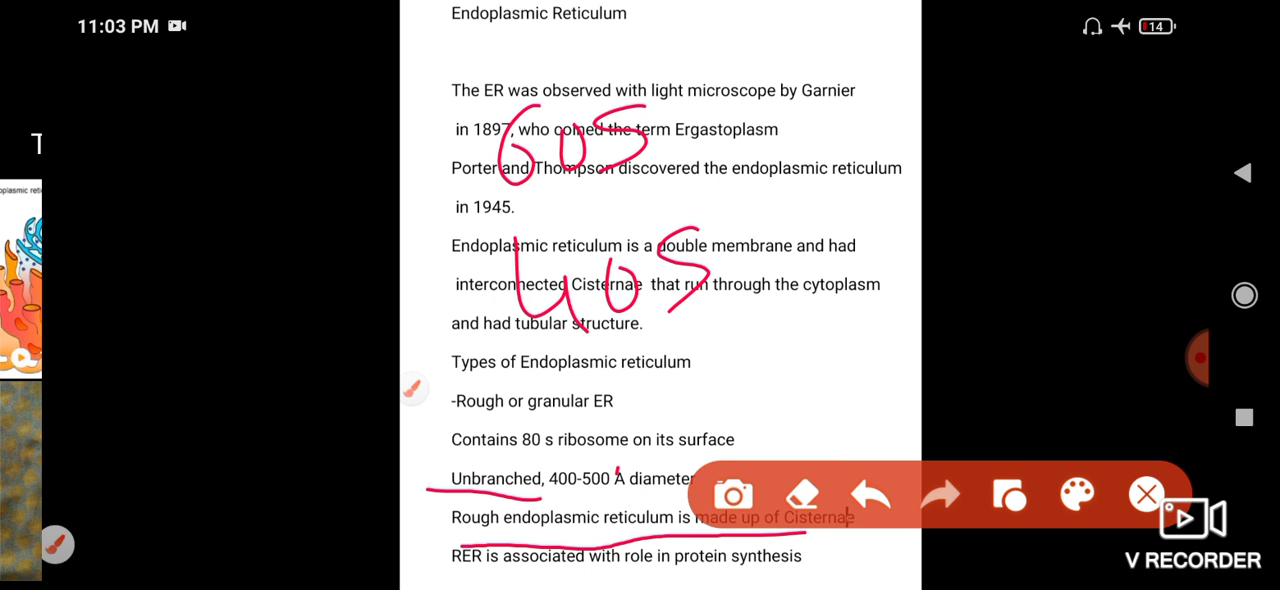 11:03 PM
14
Endoplasmic Reticulum
The ER was observed with light microscope by Garnier
in 1897, who coined the term Ergastoplasm
60S
Porter and Thompson discovered the endoplasmic reticulum
in 1945.
Endoplasmic reticulum is a double membrane and had
40S
interconnected Cisternae that run through the cytoplasm
and had tubular structure.
Types of Endoplasmic reticulum
-Rough or granular ER
Contains 80 s ribosome on its surface
Unbranched, 400-500 'A diameter
Rough endoplasmic reticulum is made up of Cisternae
RER is associated with role in protein synthesis
V RECORDER